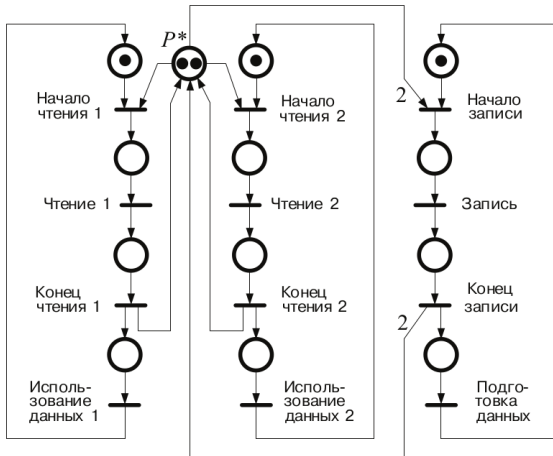 P*
Начало
чтения 1
Начало
чтения 2
2
Начало
записи
Чтение 1
Чтение 2
Запись
Конец
чтения 1
Конец
чтения 2
2
Конец
записи
Исполь-
зование
данных 1
Исполь-
зование
данных 2
Подго-
товка
данных